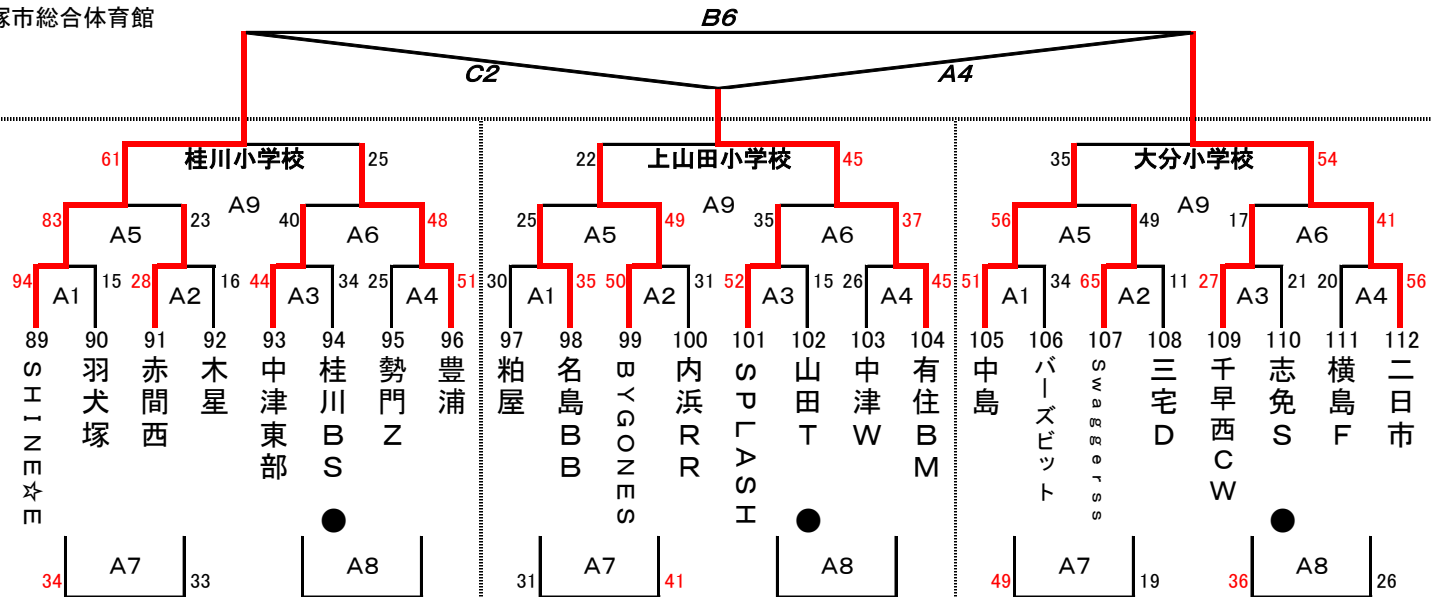 塚市総合体育館
B6
C2
A4
61 桂川小学校 25
22 上山田小学校 45
35 大分小学校 54
A9
A9
A9
83 23 40 48
25 49 35 37
56 49 17 41
A5 A6
A5 A6
A5 A6
94 15 28 16 44 34 25 51
30 35 50 31 52 15 26 45
51 34 65 11 27 21 20 56
A1 A2 A3 A4
A1 A2 A3 A4
A1 A2 A3 A4
89 90 91 92 93 94 95 96
97 98 99 100 101 102 103 104
105 106 107 108 109 110 111 112
SHINE☆E
羽犬塚
赤間西
木星
中津東部
桂川BS
勢門Z
豊浦
粕屋
名島BB
BYGONES
内浜RR
SPLASH
山田T
中津W
有住BM
中島
バーズビット
Swaggerss
三宅D
千早西CW
志免S
横島F
二日市
● ● ●
34 A7 33 A8
31 A7 41 A8
49 A7 19 36 A8 26